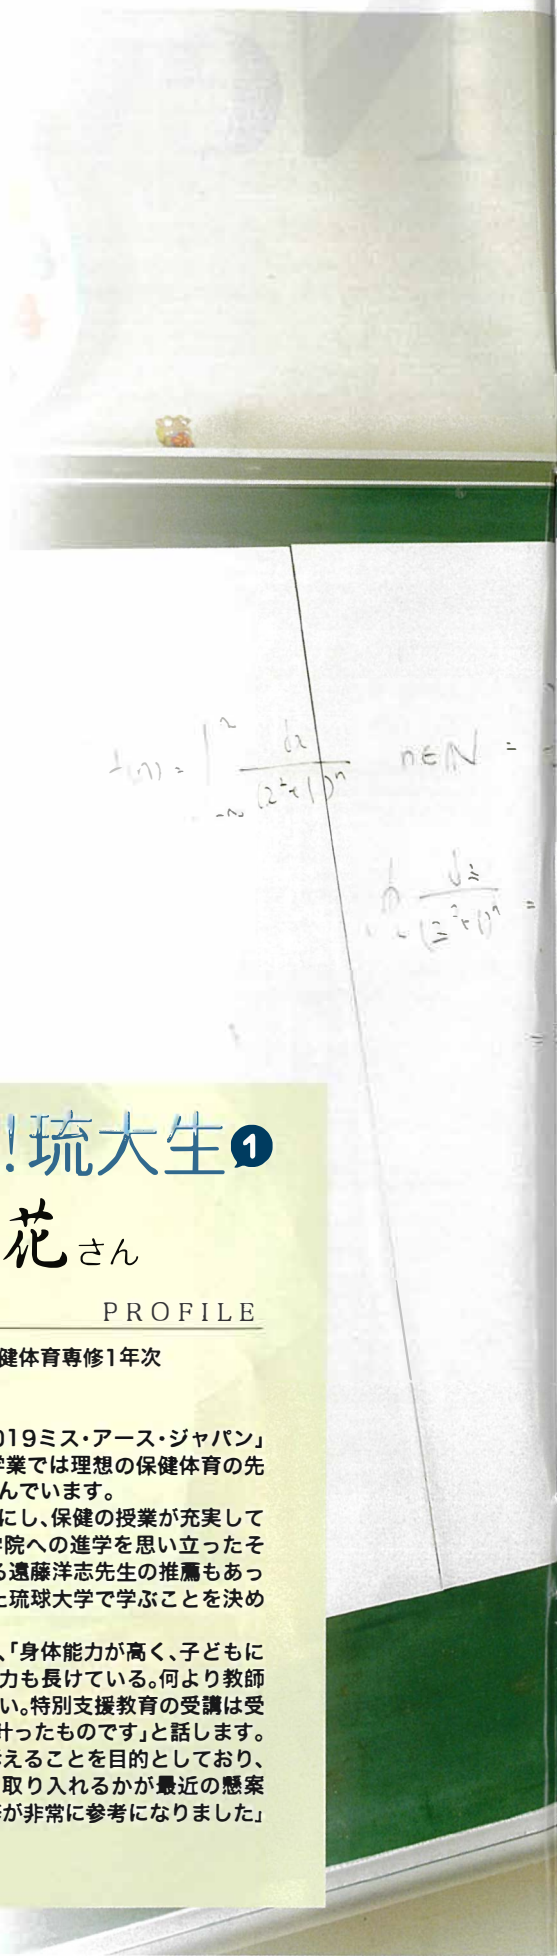 n∈N =
!琉大生1
花さん
PROFILE
健体育専修1年次
019ミス・アース・ジャパン」
学業では理想の保健体育の先
んでいます。
にし、保健の授業が充実して
学院への進学を思い立ったそ
る遠藤洋志先生の推薦もあっ
た琉球大学で学ぶことを決め
、「身体能力が高く、子どもに
力も長けている。何より教師
い。特別支援教育の受講は受
叶ったものです」と話します。
考えることを目的としており、
取り入れるかが最近の懸案
が非常に参考になりました」